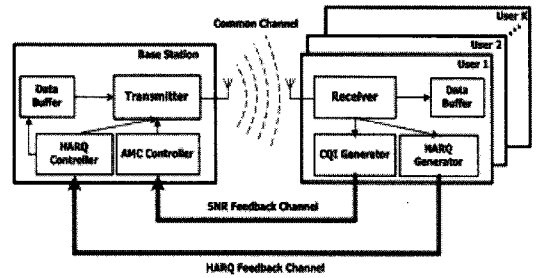 Common Channel
User K
User 2
User 1
Base Station
Data
Buffer
Transmitter
HARQ
Controller
AMC Controller
Receiver
Data
Buffer
CQI Generator
HARQ
Generator
SNR Feedback Channel
HARQ Feedback Channel